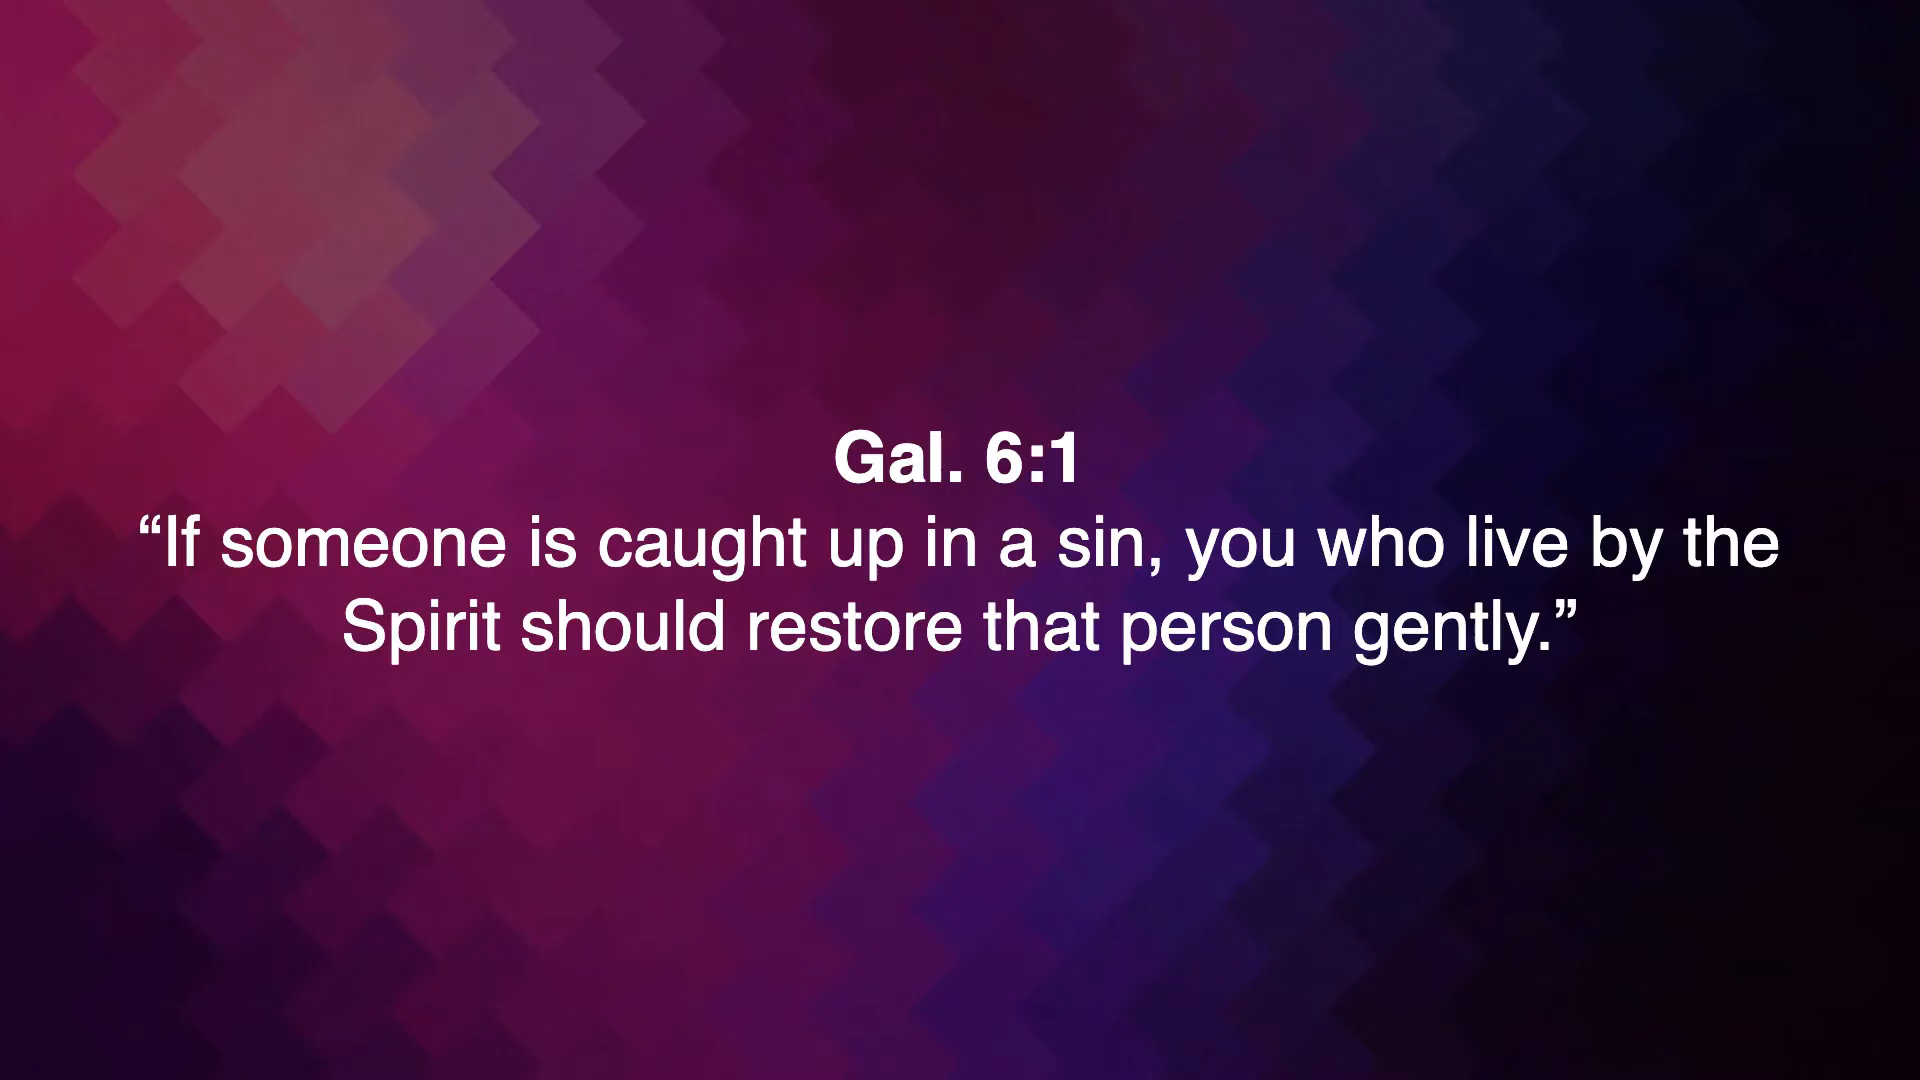 Gal. 6:1
“If someone is caught up in a sin, you who live by the
Spirit should restore that person gently.”